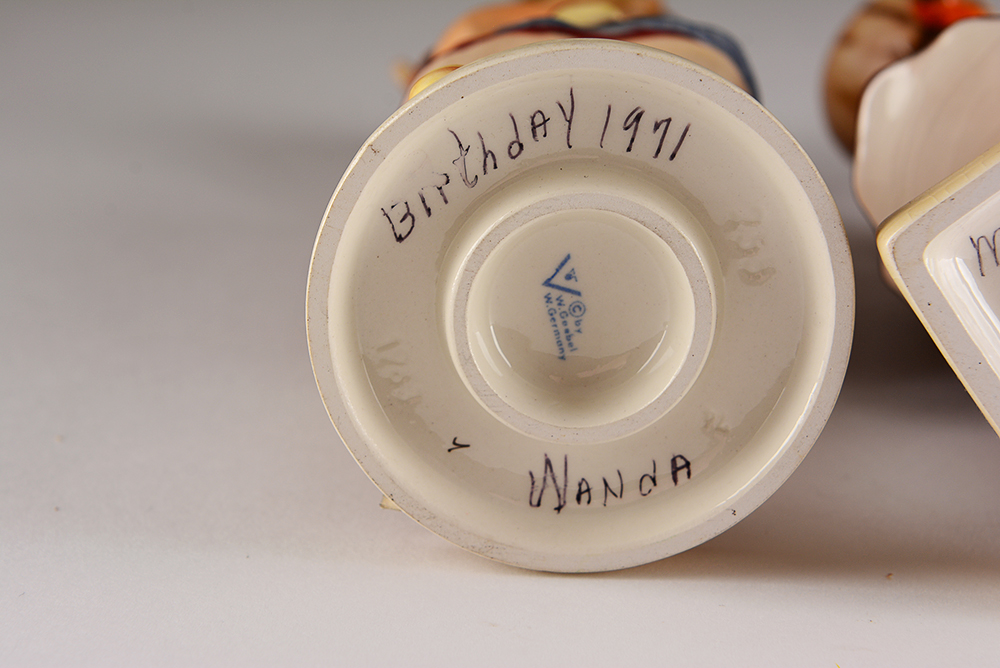 BirthdAY 1971
© by
W. Goebel
W. Germany
WANdA
M